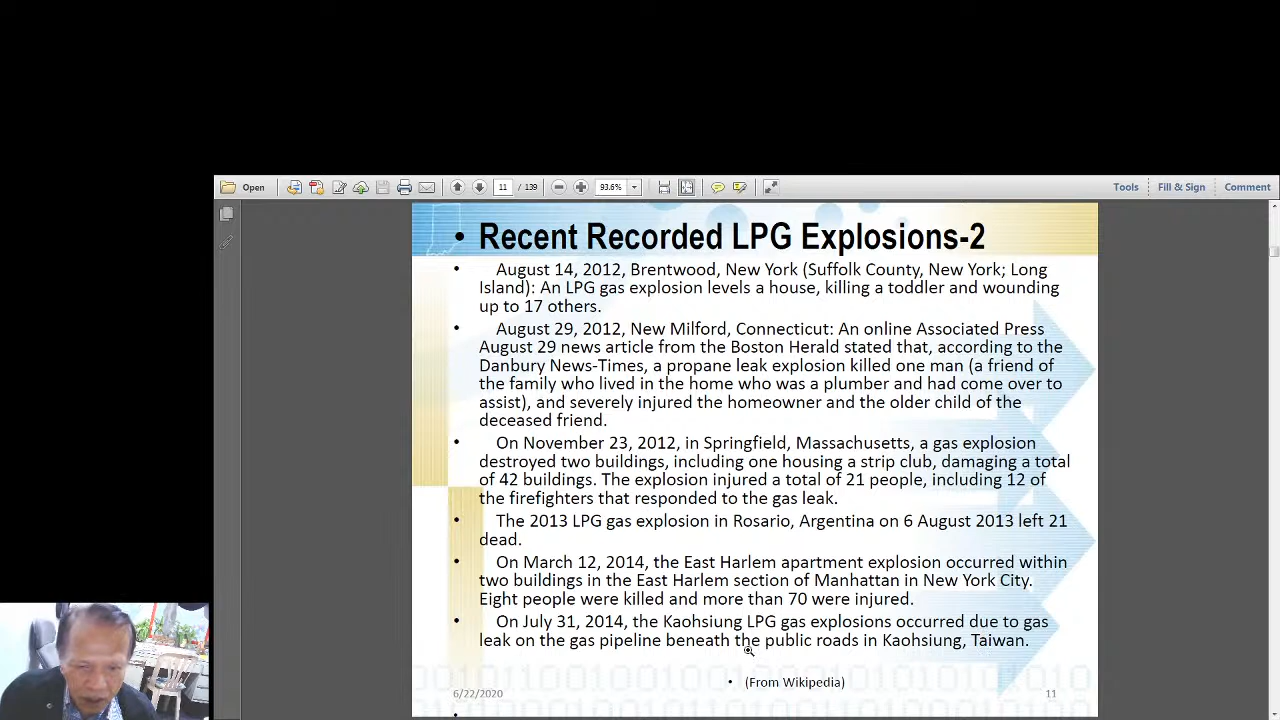 Open
11 / 139
93.6%
Tools
Fill & Sign
Comment
• Recent Recorded LPG Explosions-2
• August 14, 2012, Brentwood, New York (Suffolk County, New York; Long
Island): An LPG gas explosion levels a house, killing a toddler and wounding
up to 17 others.
• August 29, 2012, New Milford, Connecticut: An online Associated Press
August 29 news article from the Boston Herald stated that, according to the
Danbury News-Times, a propane leak explosion killed one man (a friend of
the family who lived in the home who was a plumber and had come over to
assist), and severely injured the homeowner and the older child of the
deceased friend.
• On November 23, 2012, in Springfield, Massachusetts, a gas explosion
destroyed two buildings, including one housing a strip club, damaging a total
of 42 buildings. The explosion injured a total of 21 people, including 12 of
the firefighters that responded to the gas leak.
• The 2013 LPG gas explosion in Rosario, Argentina on 6 August 2013 left 21
dead.
• On March 12, 2014, the East Harlem apartment explosion occurred within
two buildings in the East Harlem section of Manhattan in New York City.
Eight people were killed and more than 70 were injured.
• On July 31, 2014, the Kaohsiung LPG gas explosions occurred due to gas
leak on the gas pipeline beneath the public roads in Kaohsiung, Taiwan.
• (From Wikipedia)
6/22/2020
11